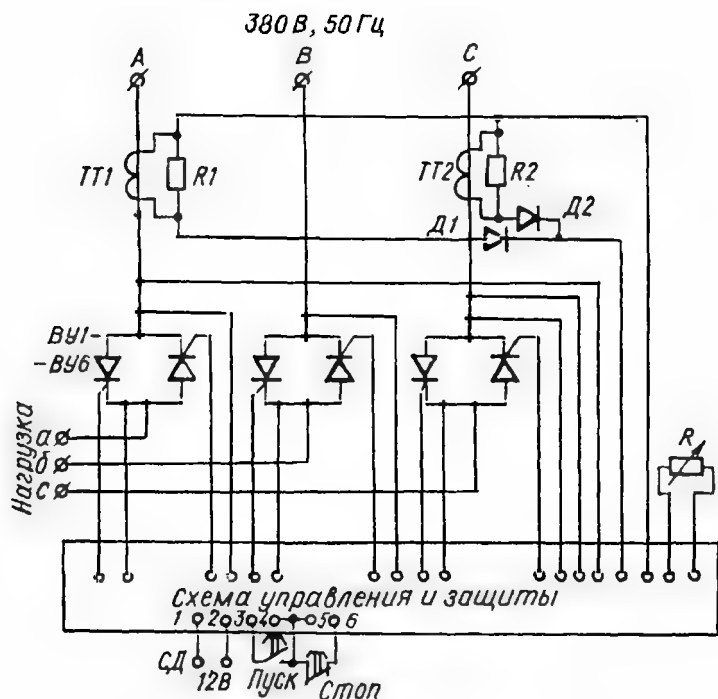 380 В, 50 Гц
А В С
ТТ1 R1 ТТ2 R2 Д2
Д1
ВУ1-
-ВУ6
Нагрузка
а
б
с
R
Схема управления и защиты
1 2 3 4 5 6
СД 12В Пуск Стоп